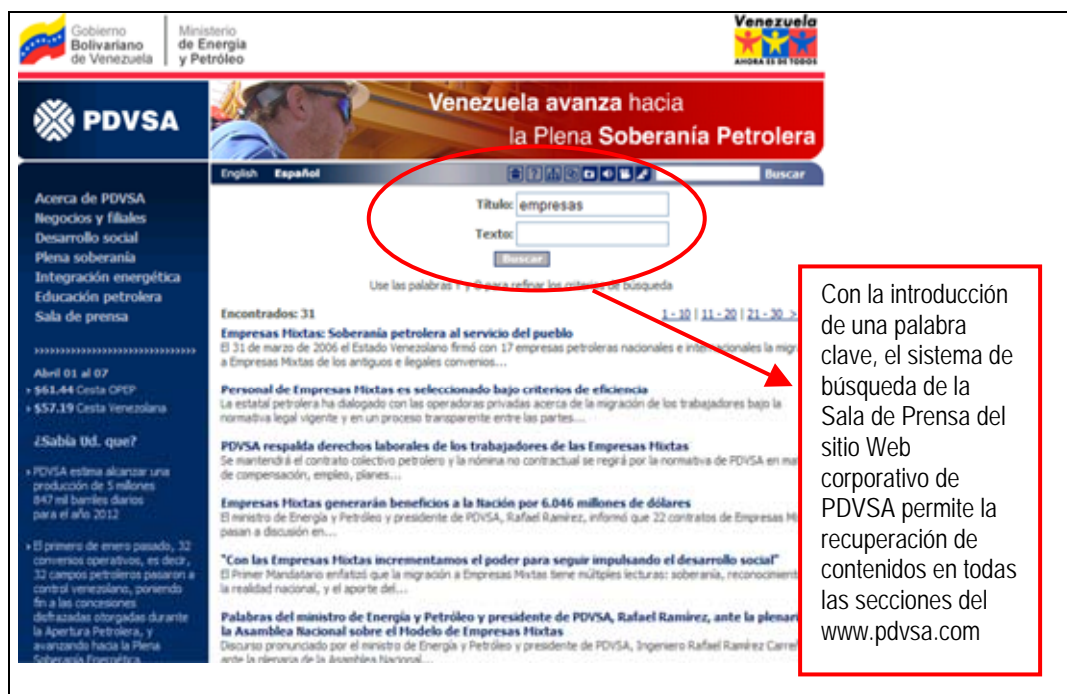 Gobierno
Bolivariano
de Venezuela
Ministerio
de Energía
y Petróleo
Venezuela
AHORA ES DE TODOS
PDVSA
Venezuela avanza hacia
la Plena Soberanía Petrolera
English Español
Buscar
Acerca de PDVSA
Negocios y filiales
Desarrollo social
Plena soberanía
Integración energética
Educación petrolera
Sala de prensa
Abril 01 al 07
$61.44 Cesta OPEP
$57.19 Cesta Venezolana
¿Sabía Ud. que?
PDVSA estima alcanzar una
producción de 5 millones
847 mil barriles diarios
para el año 2012
El primero de enero pasado, 32
convenios operativos, es decir,
32 campos petroleros pasaron a
control venezolano, poniendo
fin a las concesiones
disfrazadas otorgadas durante
la Apertura Petrolera, y
avanzando hacia la Plena
Soberanía Energética
Título: empresas
Texto:
Buscar
Use las palabras Y y O para refinar los criterios de búsqueda
Encontrados: 31
1 - 10 | 11 - 20 | 21 - 30 >
Empresas Mixtas: Soberanía petrolera al servicio del pueblo
El 31 de marzo de 2006 el Estado Venezolano firmó con 17 empresas petroleras nacionales e internacionales la migr
a Empresas Mixtas de los antiguos e ilegales convenios...
Personal de Empresas Mixtas es seleccionado bajo criterios de eficiencia
La estatal petrolera ha dialogado con las operadoras privadas acerca de la migración de los trabajadores bajo la
normativa legal vigente y en un proceso transparente entre las partes...
PDVSA respalda derechos laborales de los trabajadores de las Empresas Mixtas
Se mantendrá el contrato colectivo petrolero y la nómina no contractual se regirá por la normativa de PDVSA en ma
de compensación, empleo, planes...
Empresas Mixtas generarán beneficios a la Nación por 6.046 millones de dólares
El ministro de Energía y Petróleo y presidente de PDVSA, Rafael Ramírez, informó que 22 contratos de Empresas Mi
pasan a discusión en...
"Con las Empresas Mixtas incrementamos el poder para seguir impulsando el desarrollo social"
El Primer Mandatario enfatizó que la migración a Empresas Mixtas tiene múltiples lecturas: soberanía, reconocimient
la realidad nacional, y el aporte del...
Palabras del ministro de Energía y Petróleo y presidente de PDVSA, Rafael Ramírez, ante la plenari
la Asamblea Nacional sobre el Modelo de Empresas Mixtas
Discurso pronunciado por el ministro de Energía y Petróleo y presidente de PDVSA, Ingeniero Rafael Ramírez Carre
ante la plenaria de la Asamblea Nacional...
Con la introducción
de una palabra
clave, el sistema de
búsqueda de la
Sala de Prensa del
sitio Web
corporativo de
PDVSA permite la
recuperación de
contenidos en todas
las secciones del
www.pdvsa.com